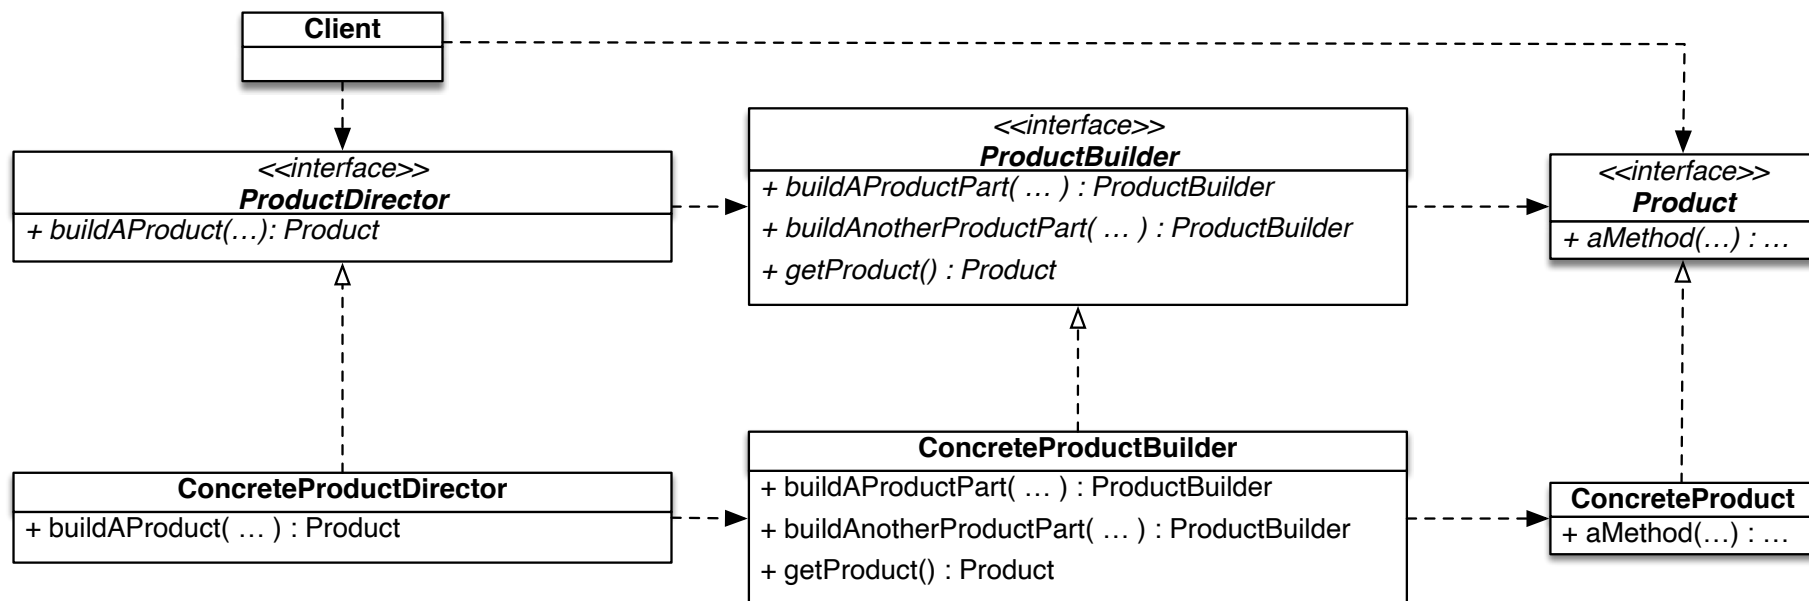 Client
<<interface>>
ProductDirector
+ buildAProduct(…): Product
<<interface>>
ProductBuilder
+ buildAProductPart( … ) : ProductBuilder
+ buildAnotherProductPart( … ) : ProductBuilder
+ getProduct() : Product
<<interface>>
Product
+ aMethod(…) : …
ConcreteProductDirector
+ buildAProduct( … ) : Product
ConcreteProductBuilder
+ buildAProductPart( … ) : ProductBuilder
+ buildAnotherProductPart( … ) : ProductBuilder
+ getProduct() : Product
ConcreteProduct
+ aMethod(…) : …